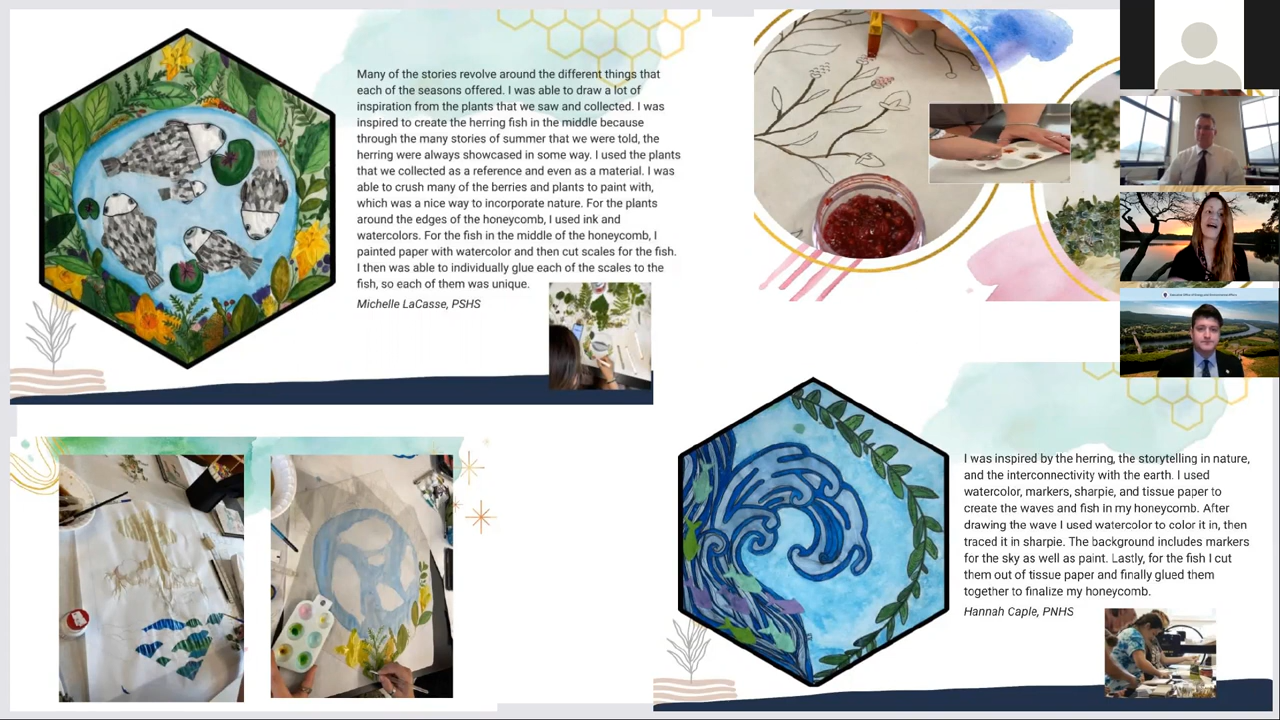 Many of the stories revolve around the different things that
each of the seasons offered. I was able to draw a lot of
inspiration from the plants that we saw and collected. I was
inspired to create the herring fish in the middle because
through the many stories of summer that we were told, the
herring were always showcased in some way. I used the plants
that we collected as a reference and even as a material. I was
able to crush many of the berries and plants to paint with,
which was a nice way to incorporate nature. For the plants
around the edges of the honeycomb, I used ink and
watercolors. For the fish in the middle of the honeycomb, I
painted paper with watercolor and then cut scales for the fish.
I then was able to individually glue each of the scales to the
fish, so each of them was unique.
Michelle LaCasse, PSHS
I was inspired by the herring, the storytelling in nature,
and the interconnectivity with the earth. I used
watercolor, markers, sharpie, and tissue paper to
create the waves and fish in my honeycomb. After
drawing the wave I used watercolor to color it in, then
traced it in sharpie. The background includes markers
for the sky as well as paint. Lastly, for the fish I cut
them out of tissue paper and finally glued them
together to finalize my honeycomb.
Hannah Caple, PNHS